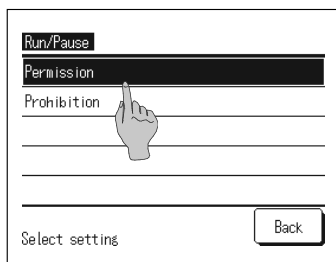 Run/Pause
Permission
Prohibition
Select setting
Back